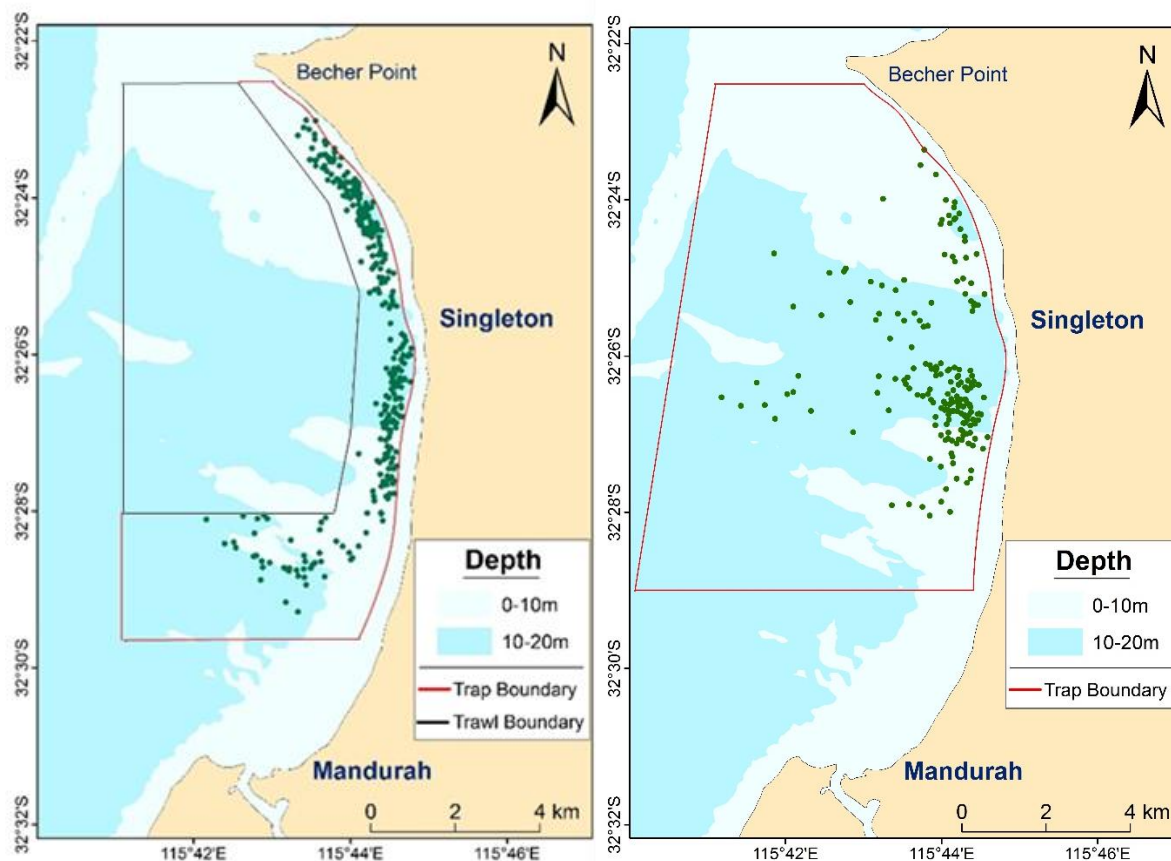 32°22'S
32°24'S
32°26'S
32°28'S
32°30'S
32°32'S
N
Becher Point
Singleton
Mandurah
Depth
0-10m
10-20m
Trap Boundary
Trawl Boundary
0 2 4 km
115°42'E 115°44'E 115°46'E
32°22'S
32°24'S
32°26'S
32°28'S
32°30'S
32°32'S
N
Becher Point
Singleton
Mandurah
Depth
0-10m
10-20m
Trap Boundary
0 2 4 km
115°42'E 115°44'E 115°46'E